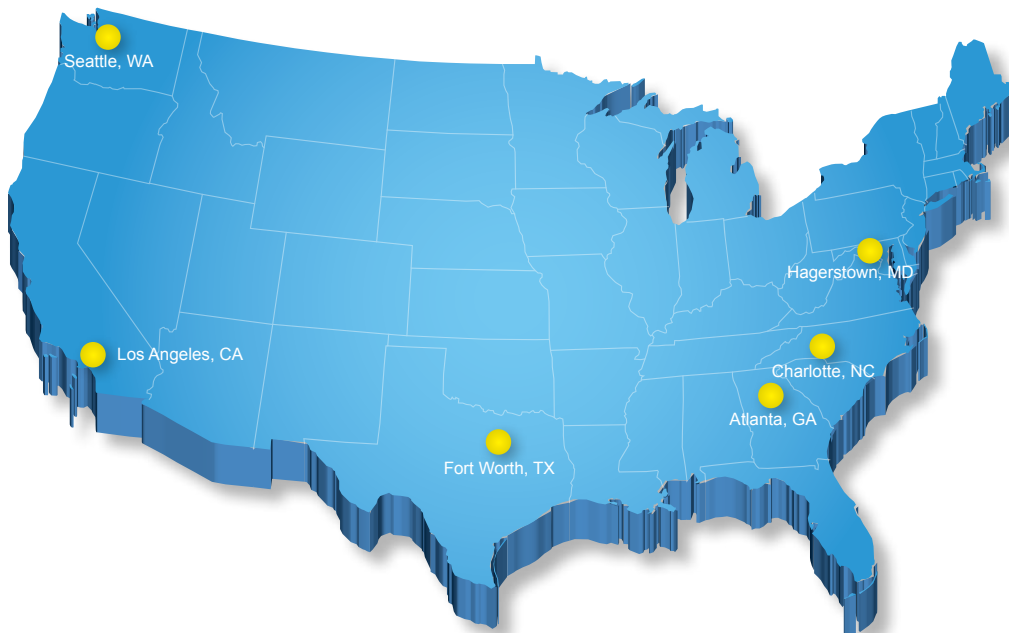 Seattle, WA
Hagerstown, MD
Los Angeles, CA
Charlotte, NC
Atlanta, GA
Fort Worth, TX